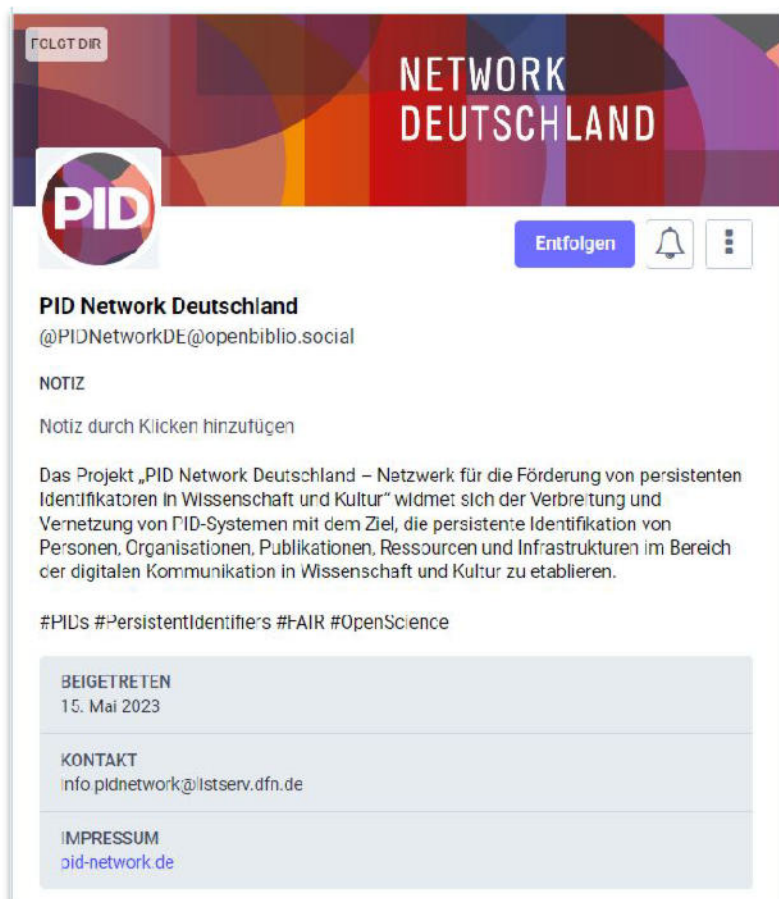 FOLGT DIR
NETWORK
DEUTSCHLAND
PID
Entfolgen
PID Network Deutschland
@PIDNetworkDE@openbiblio.social
NOTIZ
Notiz durch Klicken hinzufügen
Das Projekt „PID Network Deutschland – Netzwerk für die Förderung von persistenten
Identifikatoren in Wissenschaft und Kultur“ widmet sich der Verbreitung und
Vernetzung von PID-Systemen mit dem Ziel, die persistente Identifikation von
Personen, Organisationen, Publikationen, Ressourcen und Infrastrukturen im Bereich
der digitalen Kommunikation in Wissenschaft und Kultur zu etablieren.
#PIDs #PersistentIdentifiers #FAIR #OpenScience
BEIGETRETEN
15. Mai 2023
KONTAKT
info.pidnetwork@listserv.dfn.de
IMPRESSUM
pid-network.de